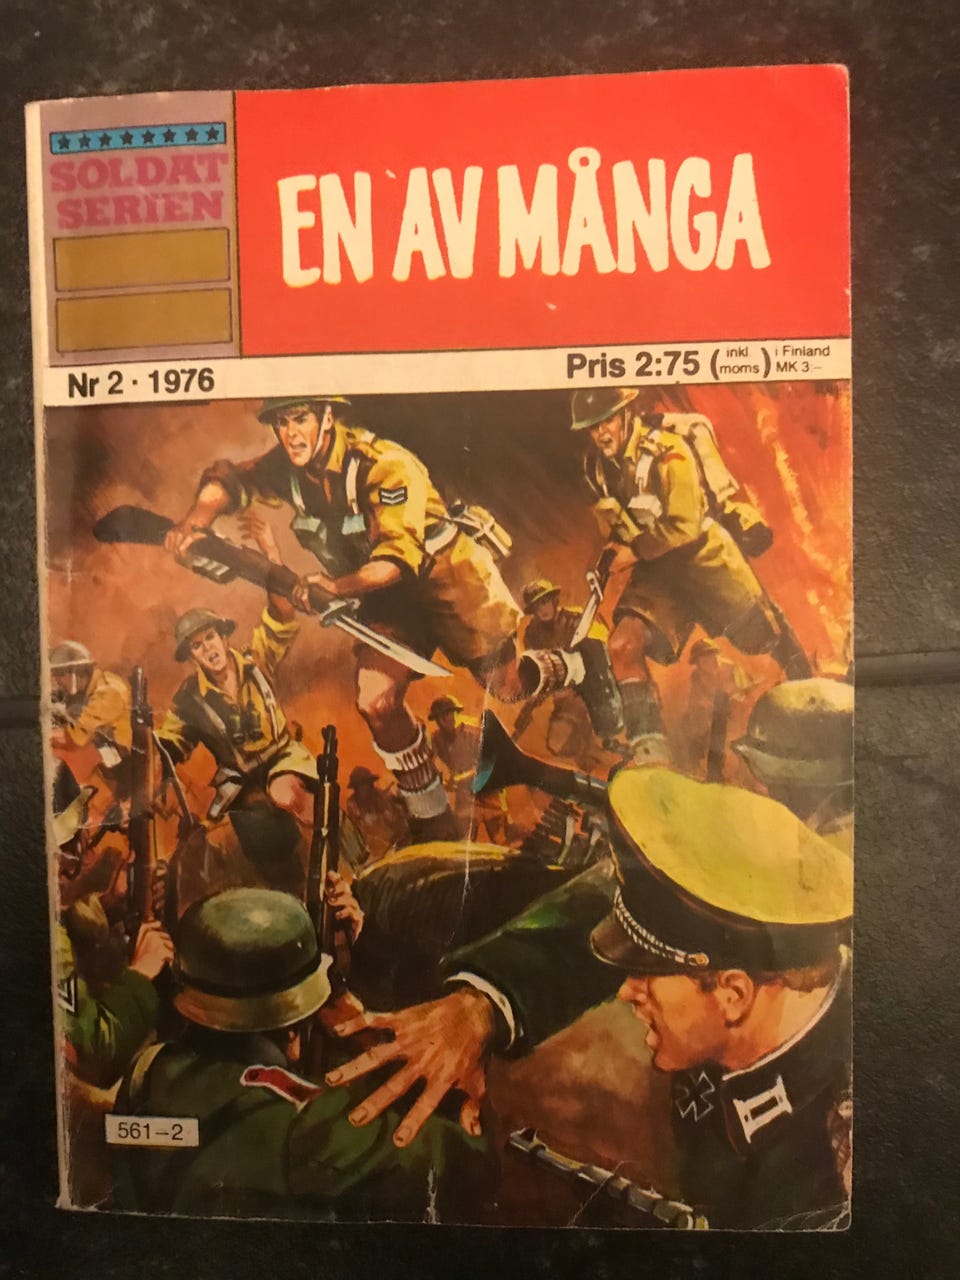 SOLDAT
SERIEN
EN AV MÅNGA
Nr 2 · 1976
Pris 2:75 (inkl. moms) i Finland MK 3:-
561-2